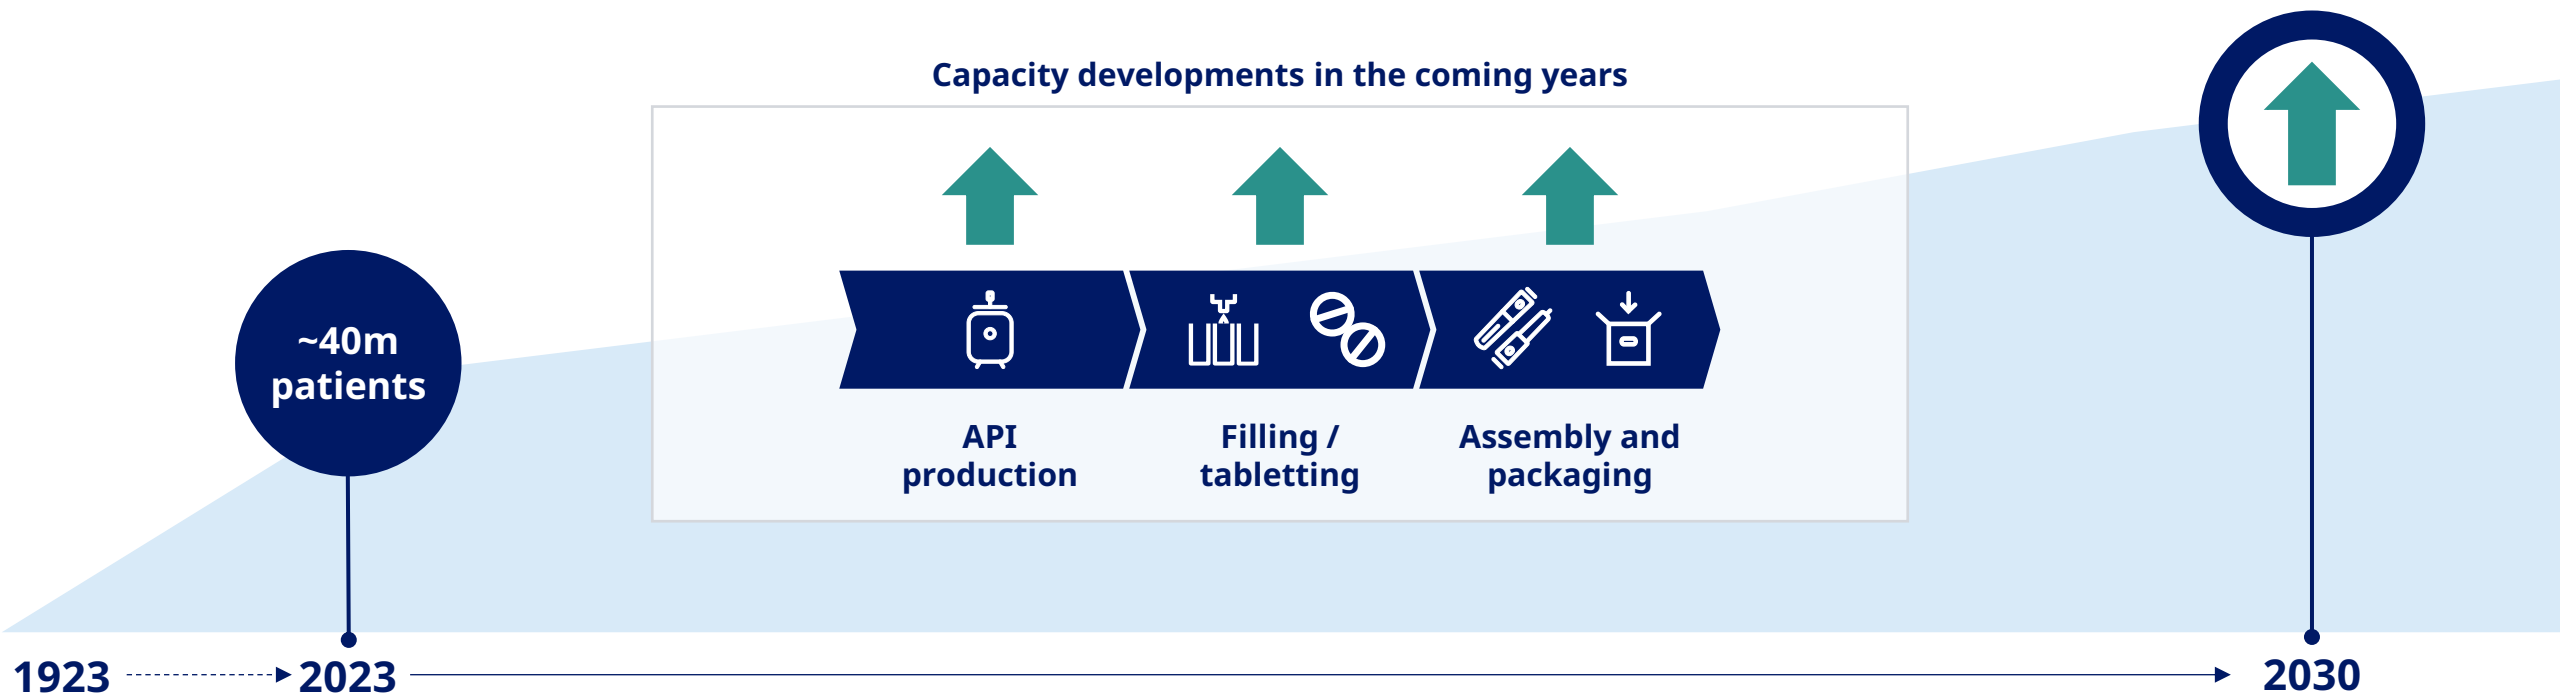 Capacity developments in the coming years
~40m
patients
API
production
Filling /
tabletting
Assembly and
packaging
1923
2023
2030